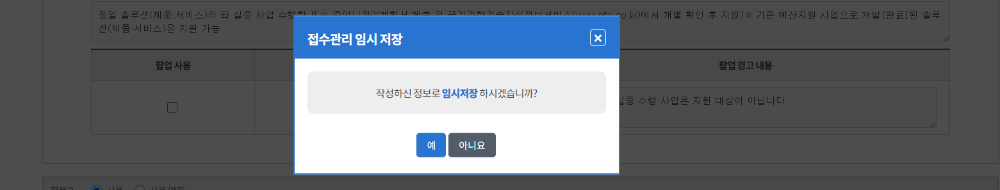 동일 솔루션(제품·서비스)의 타 실증 사업 수행한 또는 중입니까?(계획서 제출 전 국가과학기술지식정보서비스(www.ntis.go.kr)에서 개별 확인 후 지원)※ 기존 예산지원 사업으로 개발[완료]된 솔루
션(제품·서비스)은 지원 가능
접수관리 임시 저장
팝업 사용
팝업 경고 내용
작성하신 정보로 임시저장 하시겠습니까?
실증 수행 사업은 지원 대상이 아닙니다.
예 아니요
항목2 사용 사용안함